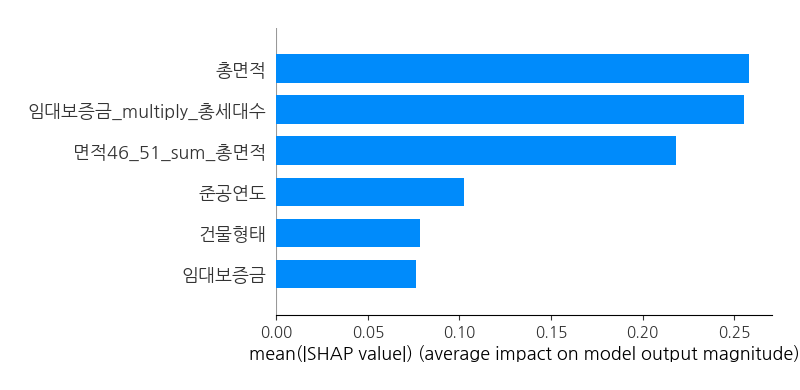 총면적
임대보증금_multiply_총세대수
면적46_51_sum_총면적
준공연도
건물형태
임대보증금
0.00 0.05 0.10 0.15 0.20 0.25
mean(|SHAP value|) (average impact on model output magnitude)